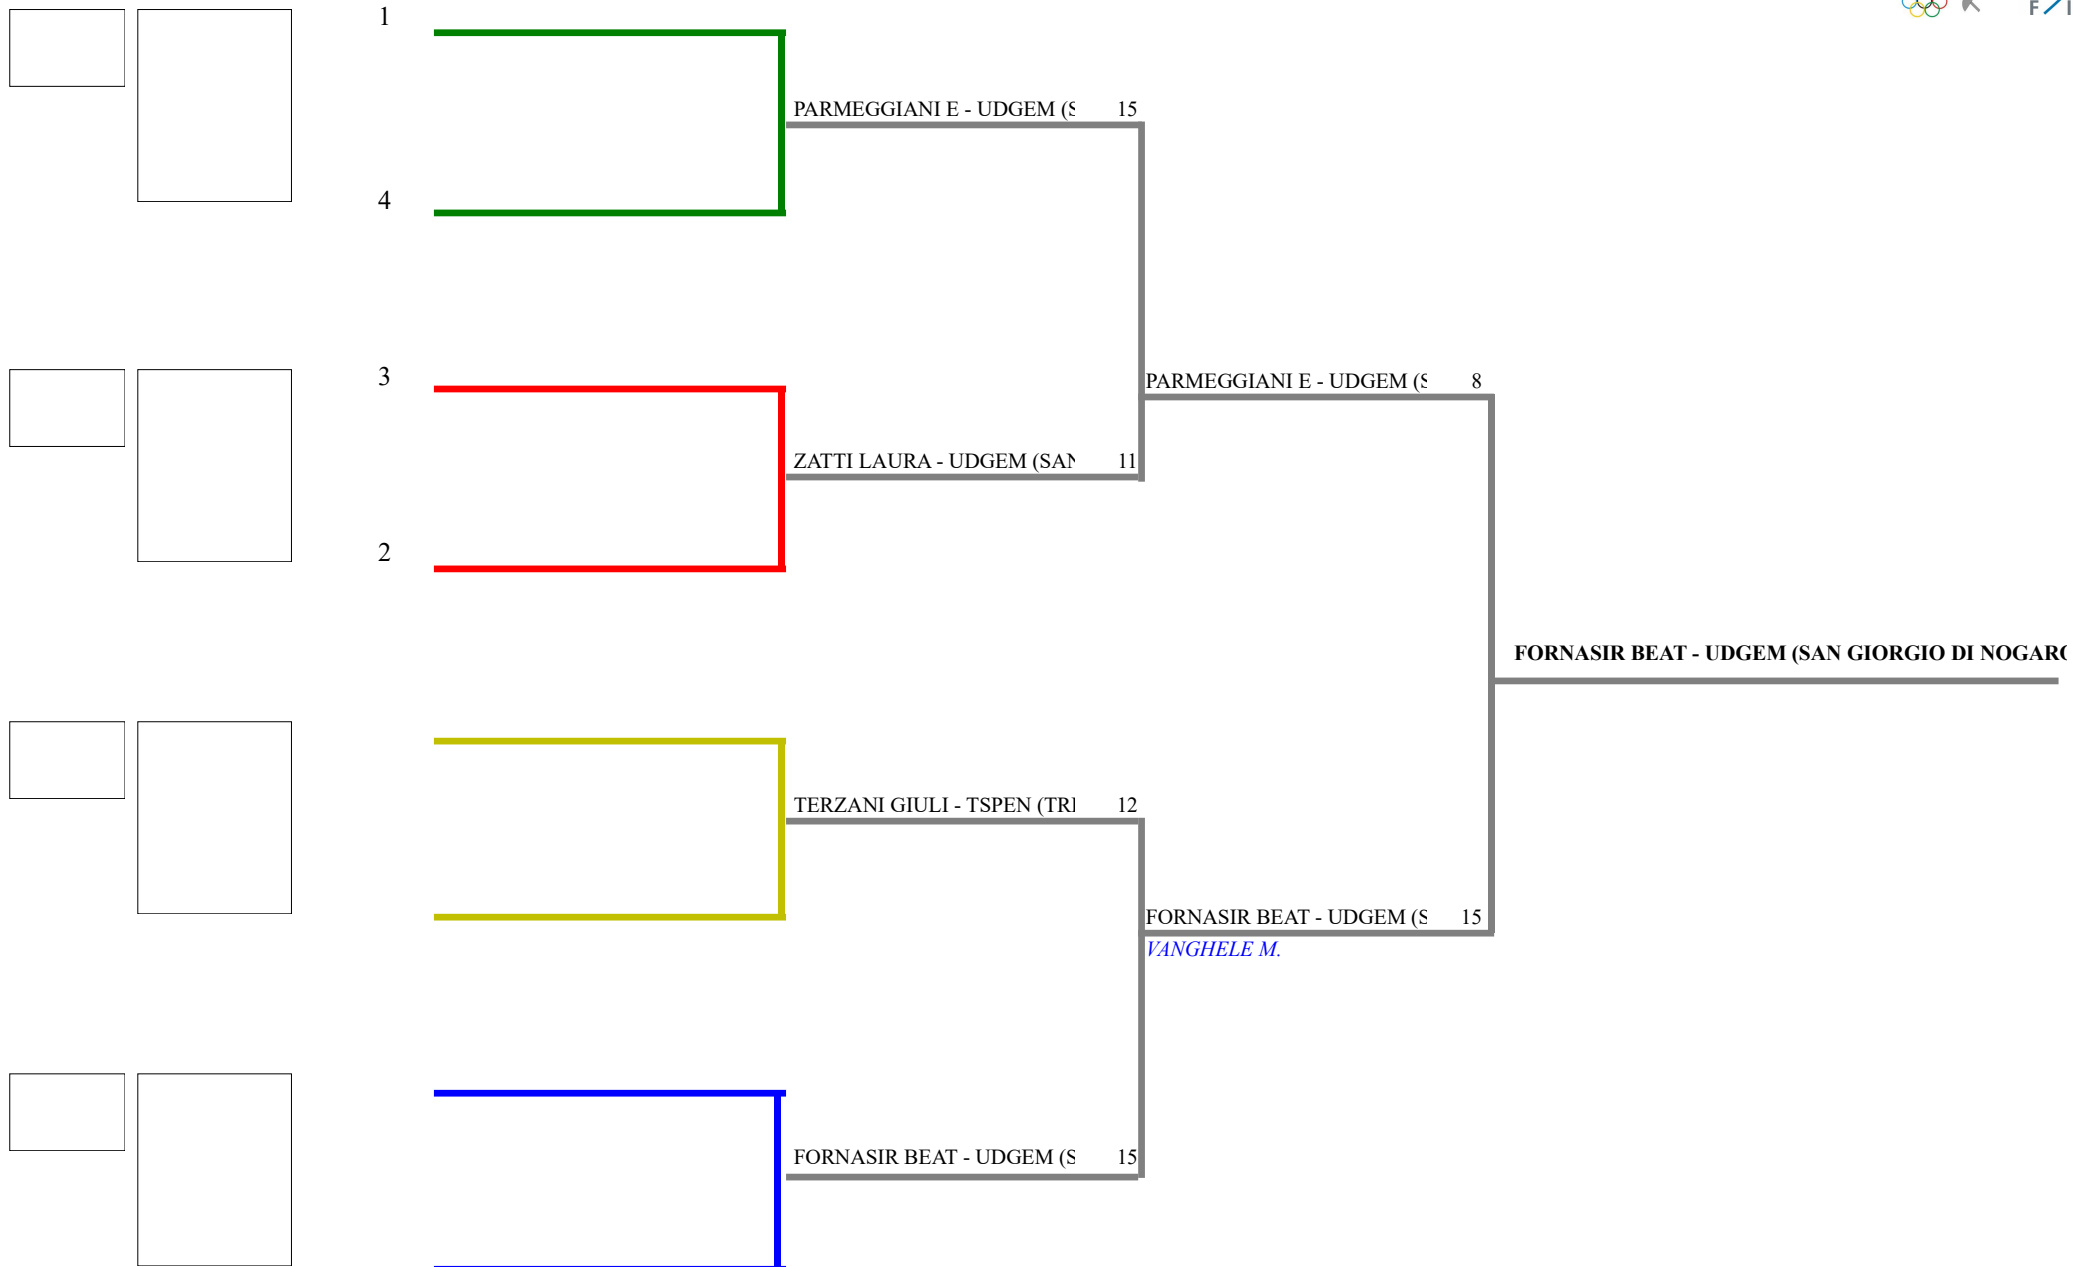 1
PARMEGGIANI E - UDGEM (S 15
4
3
PARMEGGIANI E - UDGEM (S 8
ZATTI LAURA - UDGEM (SAN 11
2
FORNASIR BEAT - UDGEM (SAN GIORGIO DI NOGARO
TERZANI GIULI - TSPEN (TRI 12
FORNASIR BEAT - UDGEM (S 15
VANGHELE M.
FORNASIR BEAT - UDGEM (S 15